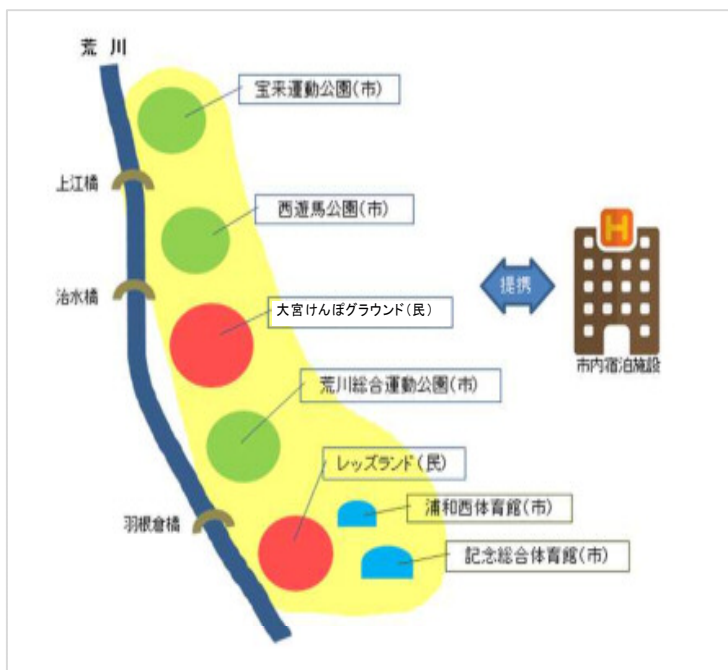 荒 川
宝来運動公園(市)
上江橋
西遊馬公園(市)
H
提携
治水橋
大宮けんぽグラウンド(民)
市内宿泊施設
荒川総合運動公園(市)
レッズランド(民)
浦和西体育館(市)
羽根倉橋
記念総合体育館(市)